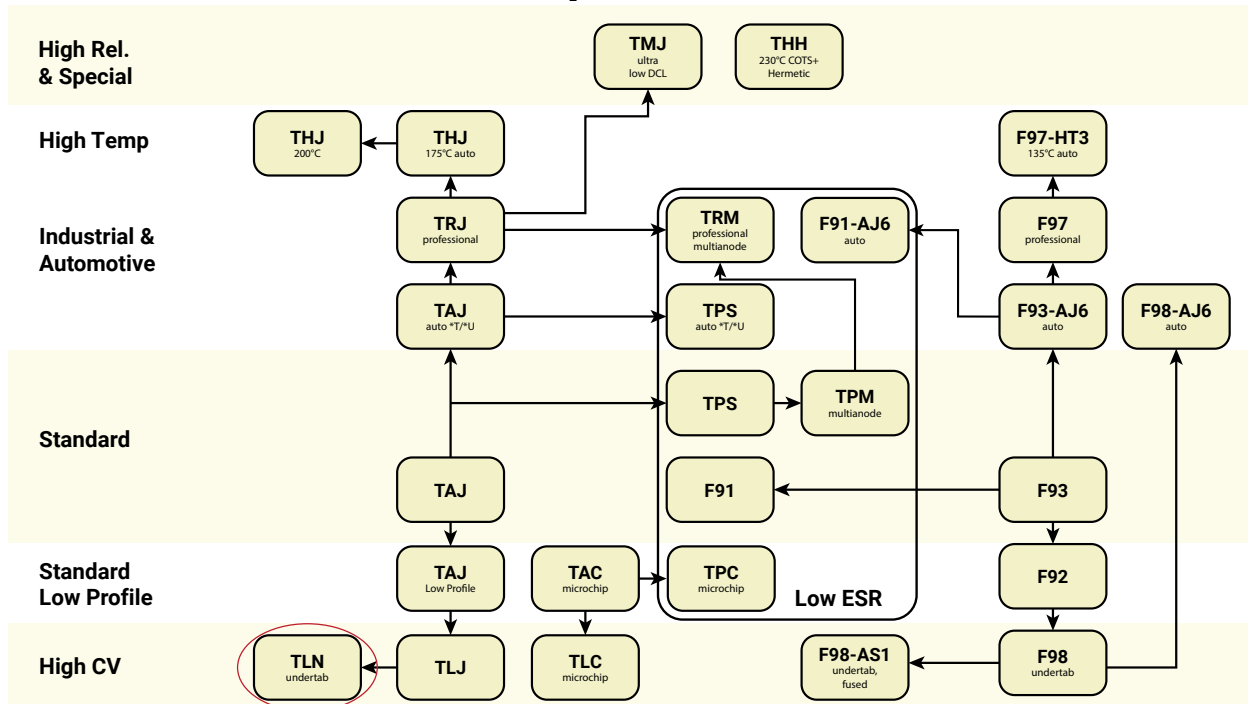 High Rel.
& Special
TMJ
ultra
low DCL
THH
230°C COTS+
Hermetic
High Temp
THJ
200°C
THJ
175°C auto
F97-HT3
135°C auto
Industrial &
Automotive
TRJ
professional
TRM
professional
multianode
F91-AJ6
auto
F97
professional
TAJ
auto *T/*U
TPS
auto *T/*U
F93-AJ6
auto
F98-AJ6
auto
Standard
TPS
TPM
multianode
TAJ
F91
F93
Standard
Low Profile
TAJ
Low Profile
TAC
microchip
TPC
microchip
Low ESR
F92
High CV
TLN
undertab
TLJ
TLC
microchip
F98-AS1
undertab,
fused
F98
undertab